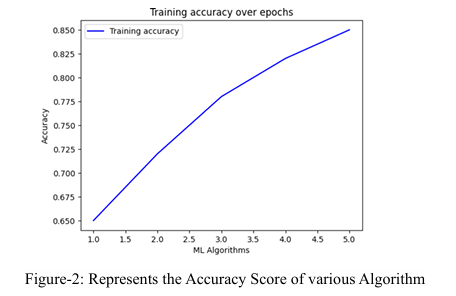 Training accuracy over epochs
Training accuracy
0.850
0.825
0.800
0.775
0.750
0.725
0.700
0.675
0.650
Accuracy
1.0 1.5 2.0 2.5 3.0 3.5 4.0 4.5 5.0
ML Algorithms
Figure-2: Represents the Accuracy Score of various Algorithm